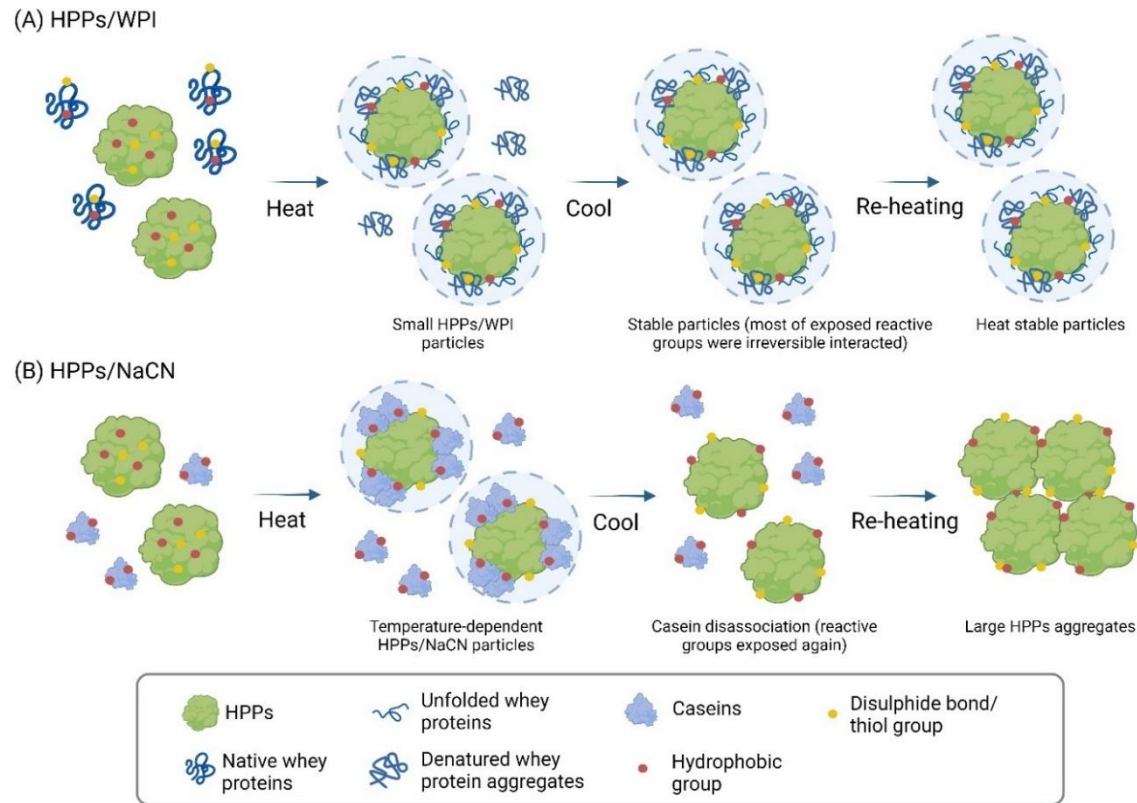 (A) HPPs/WPI
Heat
Cool
Re-heating
Small HPPs/WPI
particles
Stable particles (most of exposed reactive
groups were irreversible interacted)
Heat stable particles
(B) HPPs/NaCN
Heat
Cool
Re-heating
Temperature-dependent
HPPs/NaCN particles
Casein disassociation (reactive
groups exposed again)
Large HPPs aggregates
HPPs
Unfolded whey
proteins
Caseins
Disulphide bond/
thiol group
Native whey
proteins
Denatured whey
protein aggregates
Hydrophobic
group